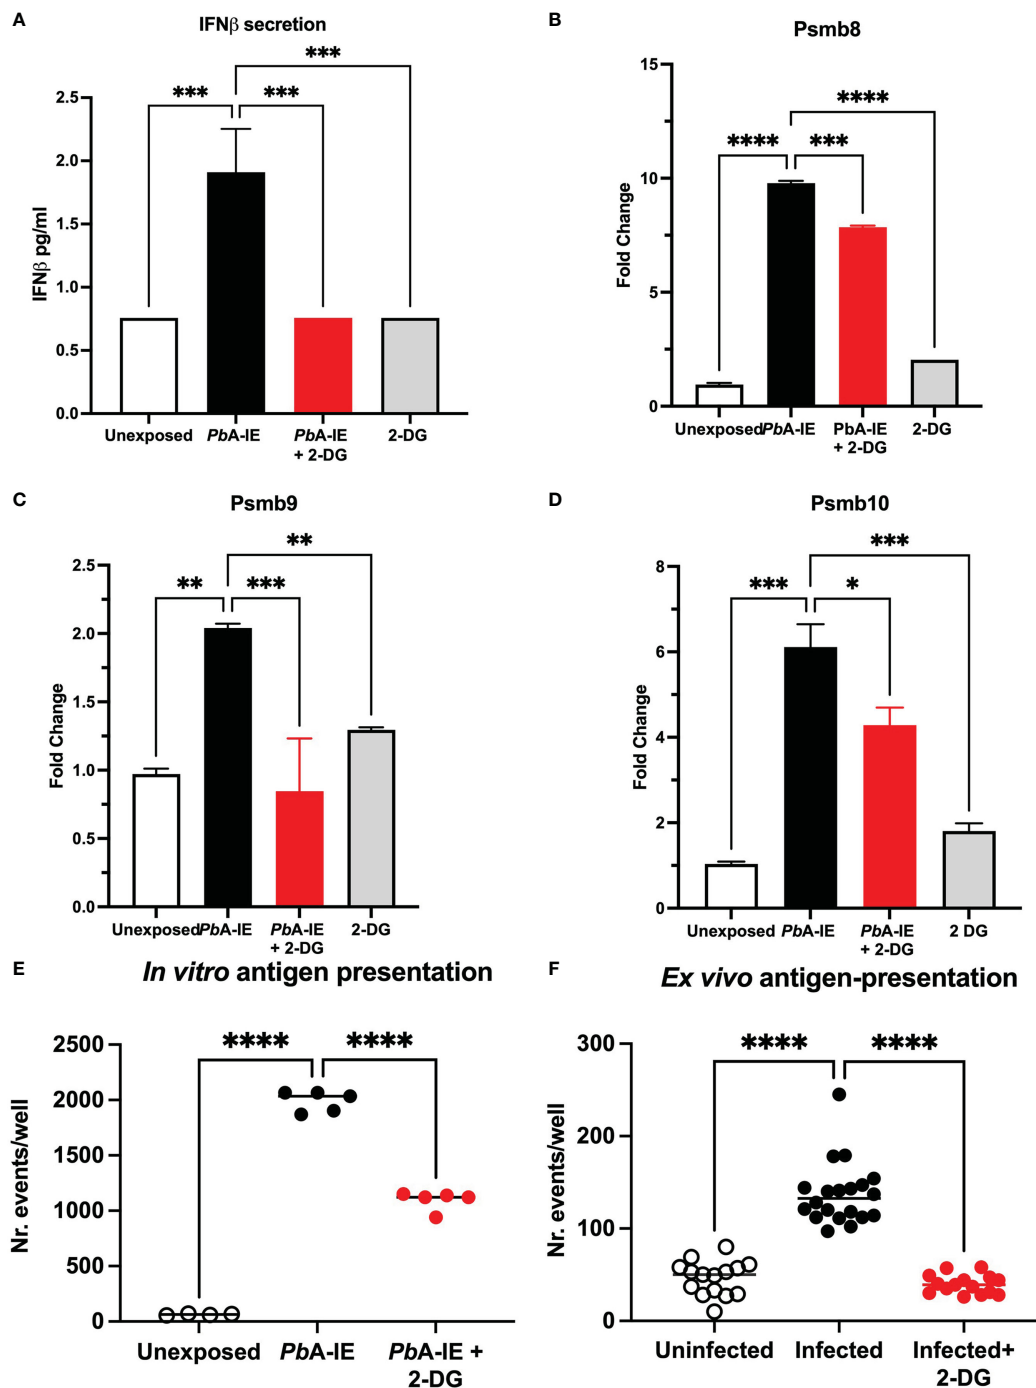 A
IFNβ secretion
***
***
***
IFNβ pg/ml
2.5
2.0
1.5
1.0
0.5
0.0
Unexposed
PbA-IE
PbA-IE
+ 2-DG
2-DG
B
Psmb8
****
****
***
Fold Change
15
10
5
0
Unexposed
PbA-IE
PbA-IE
+ 2-DG
2-DG
C
Psmb9
**
**
***
Fold Change
2.5
2.0
1.5
1.0
0.5
0.0
Unexposed
PbA-IE
PbA-IE
+ 2-DG
2-DG
D
Psmb10
***
***
*
Fold Change
8
6
4
2
0
Unexposed
PbA-IE
PbA-IE
+ 2-DG
2 DG
E
In vitro antigen presentation
****
****
Nr. events/well
2500
2000
1500
1000
500
0
Unexposed
PbA-IE
PbA-IE +
2-DG
F
Ex vivo antigen-presentation
****
****
Nr. events/well
300
200
100
0
Uninfected
Infected
Infected+
2-DG